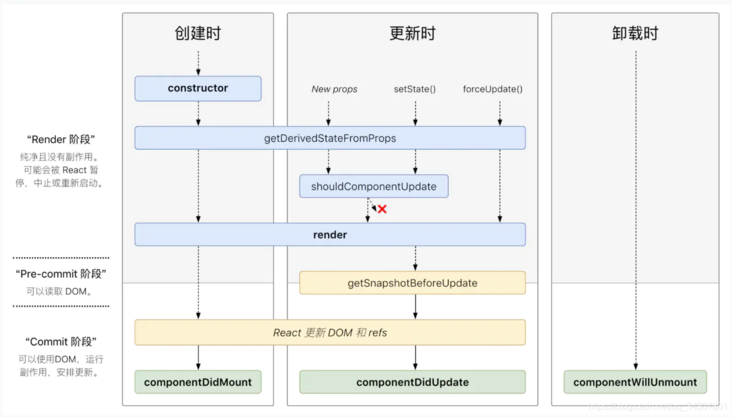 创建时
更新时
卸载时
constructor
New props
setState()
forceUpdate()
“Render 阶段”
纯净且没有副作用。
可能会被 React 暂
停，中止或重新启动。
getDerivedStateFromProps
shouldComponentUpdate
render
“Pre-commit 阶段”
可以读取 DOM。
getSnapshotBeforeUpdate
“Commit 阶段”
可以使用DOM，运行
副作用，安排更新。
React 更新 DOM 和 refs
componentDidMount
componentDidUpdate
componentWillUnmount